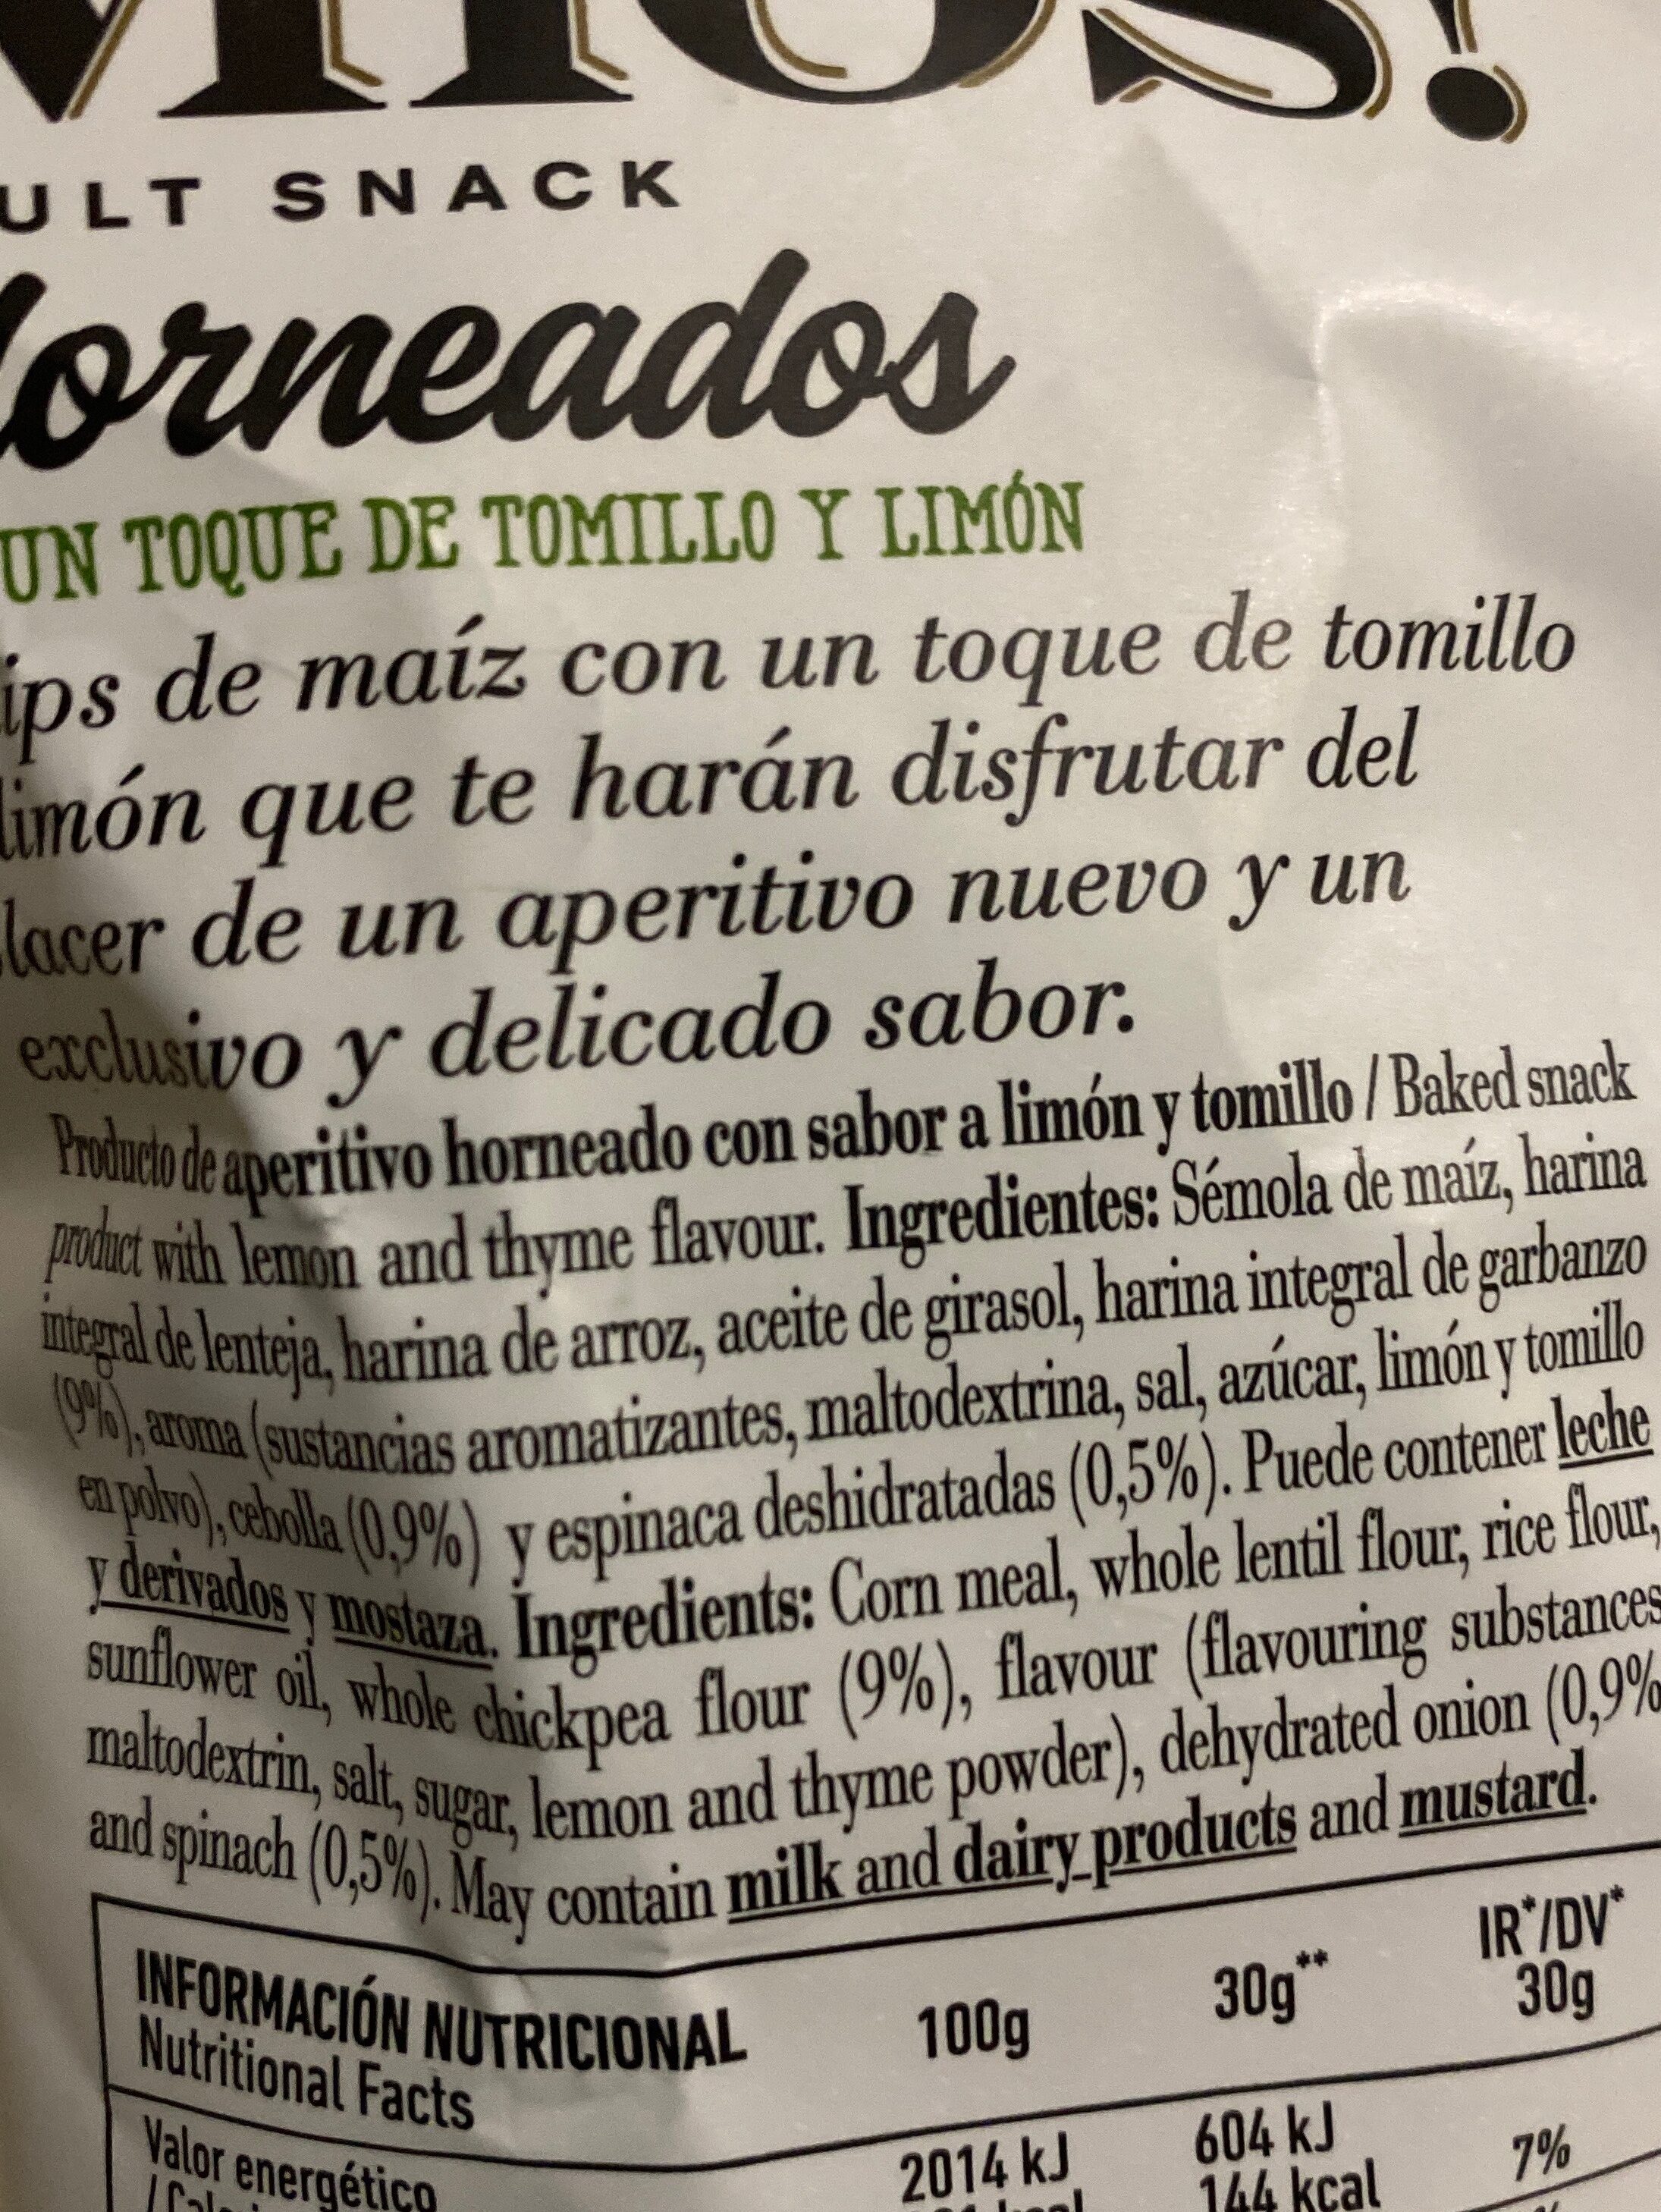 ULT SNACK
orneados
UN TOQUE DE TOMILLO Y LIMÓN
ips de maíz con un toque de tomillo
limón que te harán disfrutar del
lacer de un aperitivo nuevo y un
exclusivo y delicado sabor.
Producto de aperitivo horneado con sabor a limón y tomillo / Baked snack
product with lemon and thyme flavour. Ingredientes: Sémola de maíz, harina
integral de lenteja, harina de arroz, aceite de girasol, harina integral de garbanzo
(9%), aroma (sustancias aromatizantes, maltodextrina, sal, azúcar, limón y tomillo
en polvo), cebolla (0,9%) y espinaca deshidratadas (0,5%). Puede contener leche
y derivados y mostaza. Ingredients: Corn meal, whole lentil flour, rice flour,
sunflower oil, whole chickpea flour (9%), flavour (flavouring substances
maltodextrin, salt, sugar, lemon and thyme powder), dehydrated onion (0,9%
and spinach (0,5%). May contain milk and dairy products and mustard.
INFORMACIÓN NUTRICIONAL 100g 30g** IR*/DV*
Nutritional Facts 30g
Valor energético 2014 kJ 604 kJ 7%
144 kcal